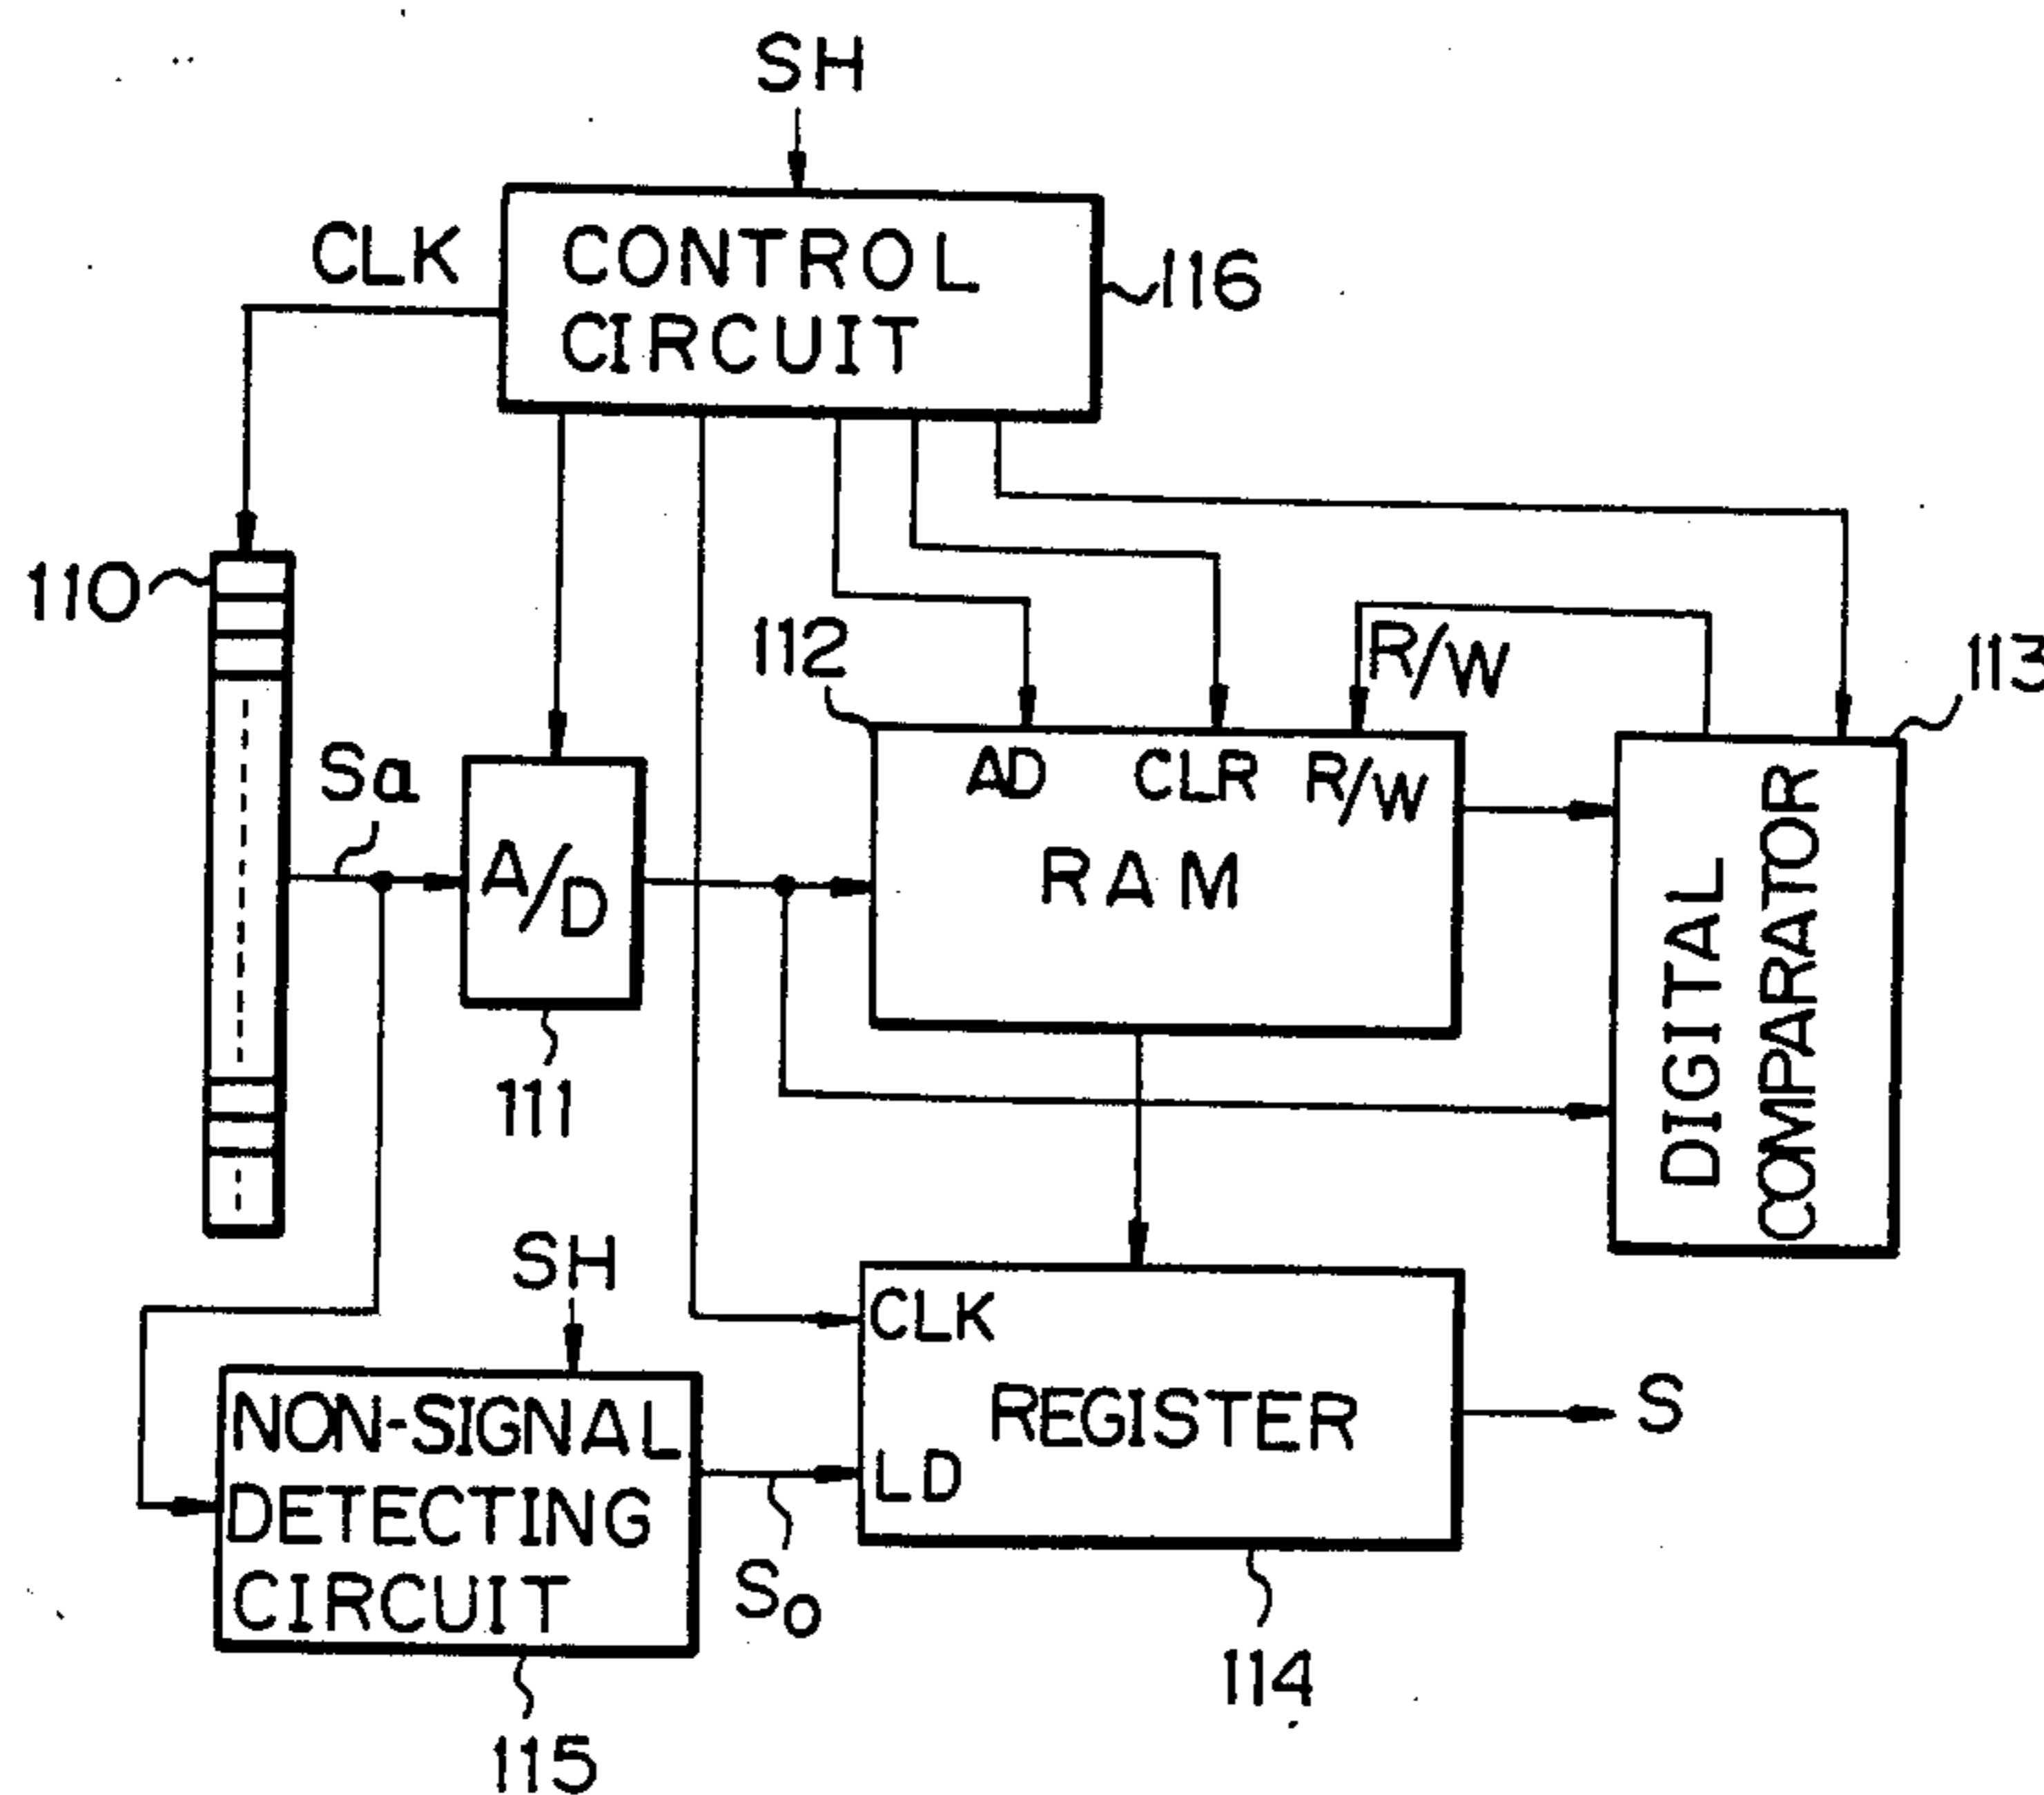 SH
CLK
CONTROL
CIRCUIT
116
110
112
R/W
113
Sa
AD CLR R/W
A/D
RAM
DIGITAL
COMPARATOR
111
SH
CLK
REGISTER
S
NON-SIGNAL
DETECTING
CIRCUIT
LD
So
114
115